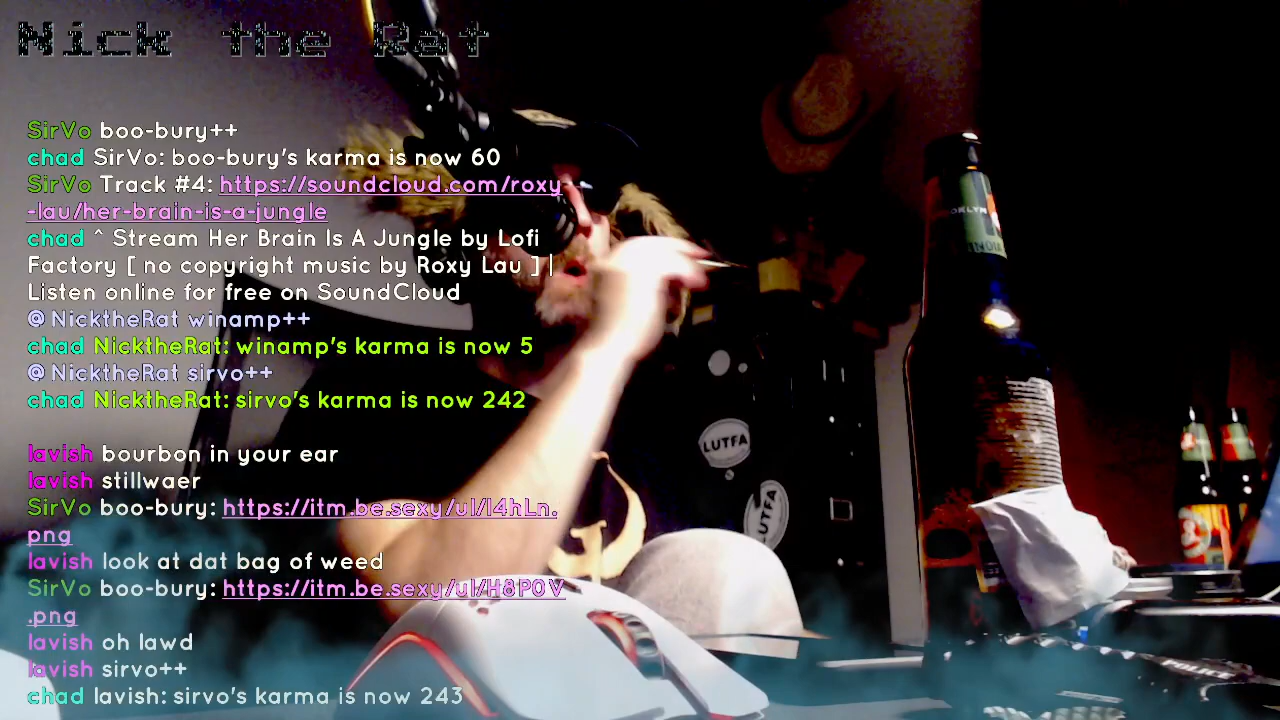 Nick the Rat
SirVo boo-bury++
chad SirVo: boo-bury's karma is now 60
SirVo Track #4: https://soundcloud.com/roxy
-lau/her-brain-is-a-jungle
chad ^ Stream Her Brain Is A Jungle by Lofi
Factory [ no copyright music by Roxy Lau ] |
Listen online for free on SoundCloud
@NicktheRat winamp++
chad NicktheRat: winamp's karma is now 5
@NicktheRat sirvo++
chad NicktheRat: sirvo's karma is now 242
lavish bourbon in your ear
lavish stillwaer
SirVo boo-bury: https://itm.be.sexy/ul/l4hLn.
png
lavish look at dat bag of weed
SirVo boo-bury: https://itm.be.sexy/ul/H8P0V
.png
lavish oh lawd
lavish sirvo++
chad lavish: sirvo's karma is now 243
LUTFA
LUTFA
INDIA